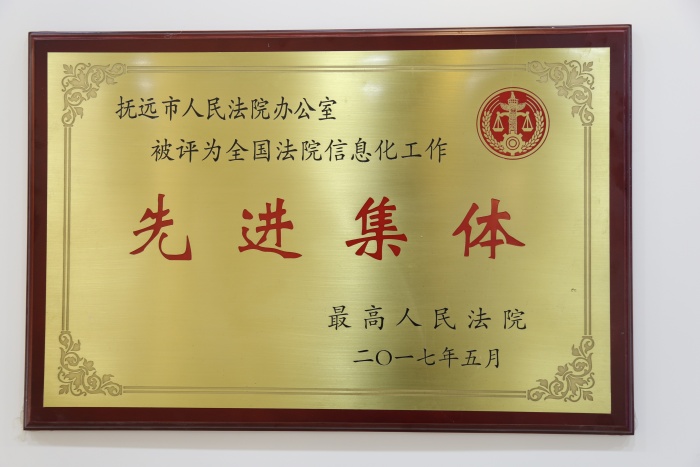 抚远市人民法院办公室
被评为全国法院信息化工作
先进集体
最高人民法院
二〇一七年五月